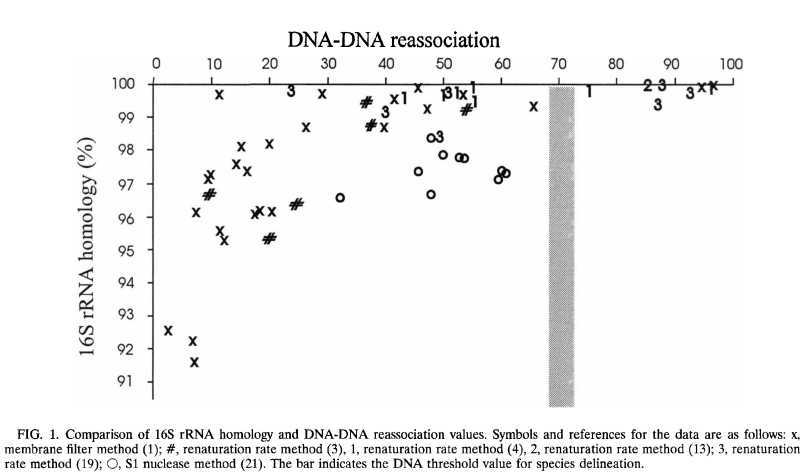 DNA-DNA reassociation
0 10 20 30 40 50 60 70 80 90 100
16S rRNA homology (%)
100
99
98
97
96
95
94
93
92
91
FIG. 1. Comparison of 16S rRNA homology and DNA-DNA reassociation values. Symbols and references for the data are as follows: x,
membrane filter method (1); #, renaturation rate method (3), 1, renaturation rate method (4), 2, renaturation rate method (13); 3, renaturation
rate method (19); ○, S1 nuclease method (21). The bar indicates the DNA threshold value for species delineation.